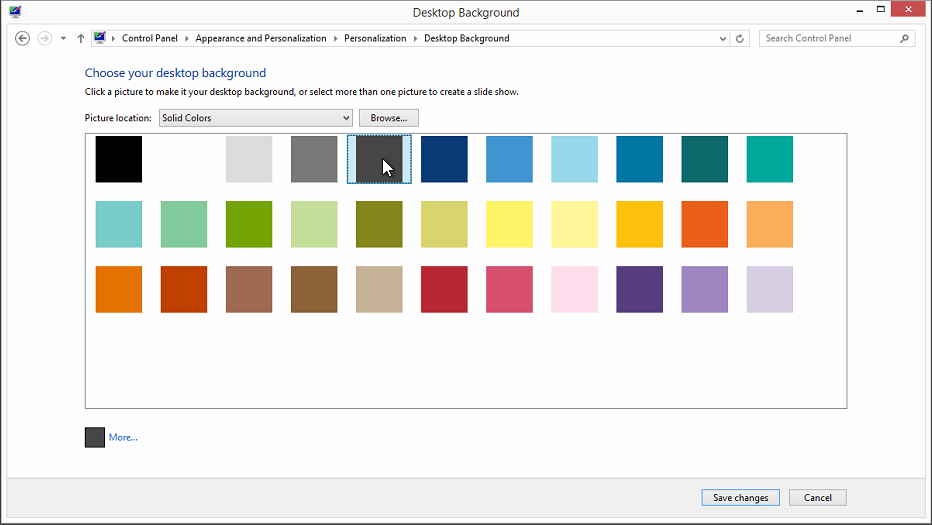 Desktop Background
Control Panel Appearance and Personalization Personalization Desktop Background
Search Control Panel
Choose your desktop background
Click a picture to make it your desktop background, or select more than one picture to create a slide show.
Picture location: Solid Colors Browse...
More...
Save changes Cancel